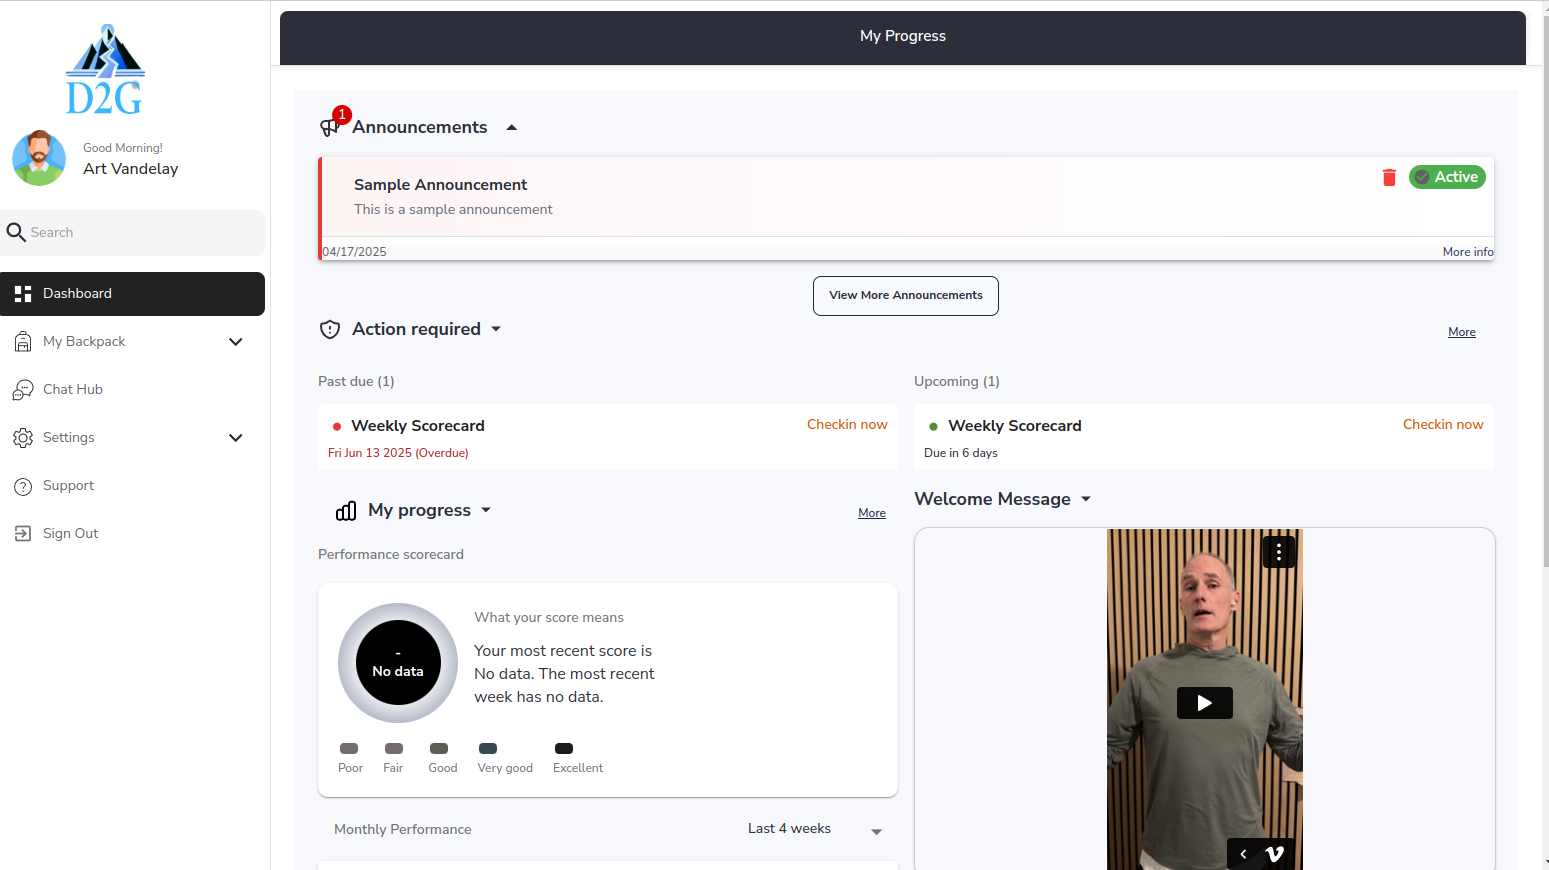 My Progress
D2G
Good Morning!
Art Vandelay
Search
Dashboard
My Backpack
Chat Hub
Settings
Support
Sign Out
1
Announcements
Sample Announcement
Active
This is a sample announcement
04/17/2025
More info
View More Announcements
Action required
More
Past due (1)
Weekly Scorecard
Checkin now
Fri Jun 13 2025 (Overdue)
Upcoming (1)
Weekly Scorecard
Checkin now
Due in 6 days
My progress
More
Performance scorecard
-
No data
What your score means
Your most recent score is
No data. The most recent
week has no data.
Poor
Fair
Good
Very good
Excellent
Monthly Performance
Last 4 weeks
Welcome Message